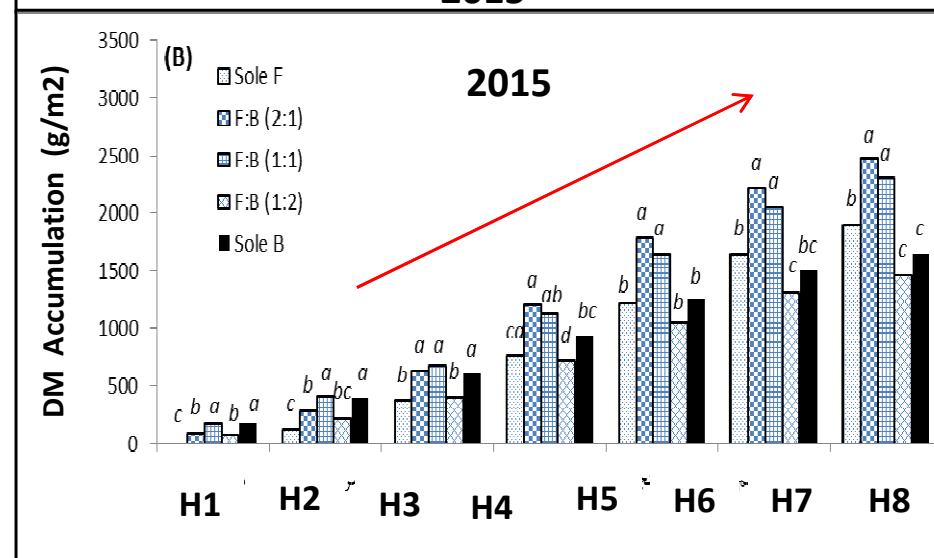 3500
(B)
2015
3000
2500
2000
1500
1000
500
0
DM Accumulation (g/m2)
Sole F
F:B (2:1)
F:B (1:1)
F:B (1:2)
Sole B
c b a b a
c b a bc a
b a a b a
a ab d bc
b a a b b
b a a c bc
b a a c c
H1 H2 H3 H4 H5 H6 H7 H8